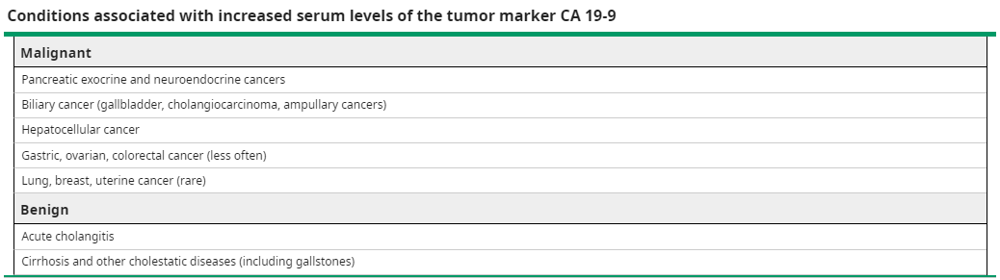 Conditions associated with increased serum levels of the tumor marker CA 19-9
Malignant
Pancreatic exocrine and neuroendocrine cancers
Biliary cancer (gallbladder, cholangiocarcinoma, ampullary cancers)
Hepatocellular cancer
Gastric, ovarian, colorectal cancer (less often)
Lung, breast, uterine cancer (rare)
Benign
Acute cholangitis
Cirrhosis and other cholestatic diseases (including gallstones)